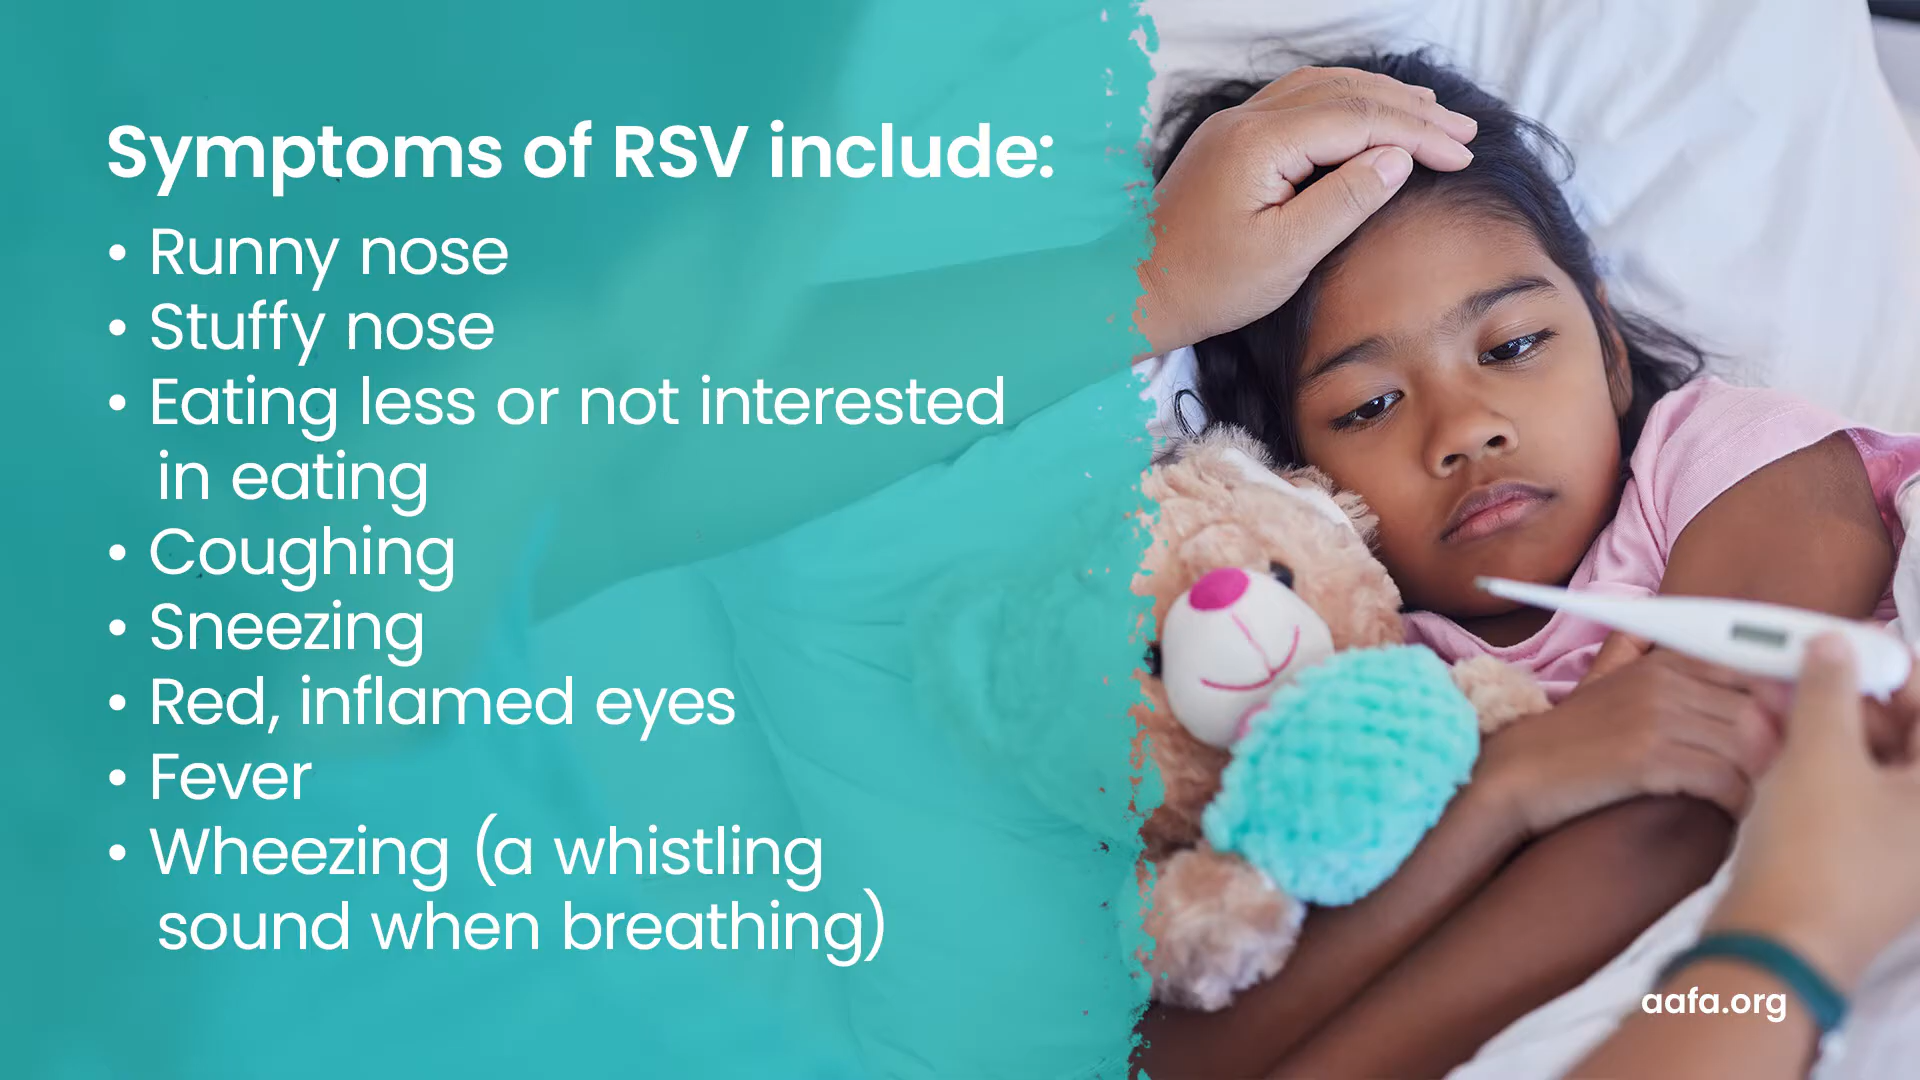 Symptoms of RSV include:
• Runny nose
• Stuffy nose
• Eating less or not interested
in eating
• Coughing
• Sneezing
• Red, inflamed eyes
• Fever
• Wheezing (a whistling
sound when breathing)
aafa.org